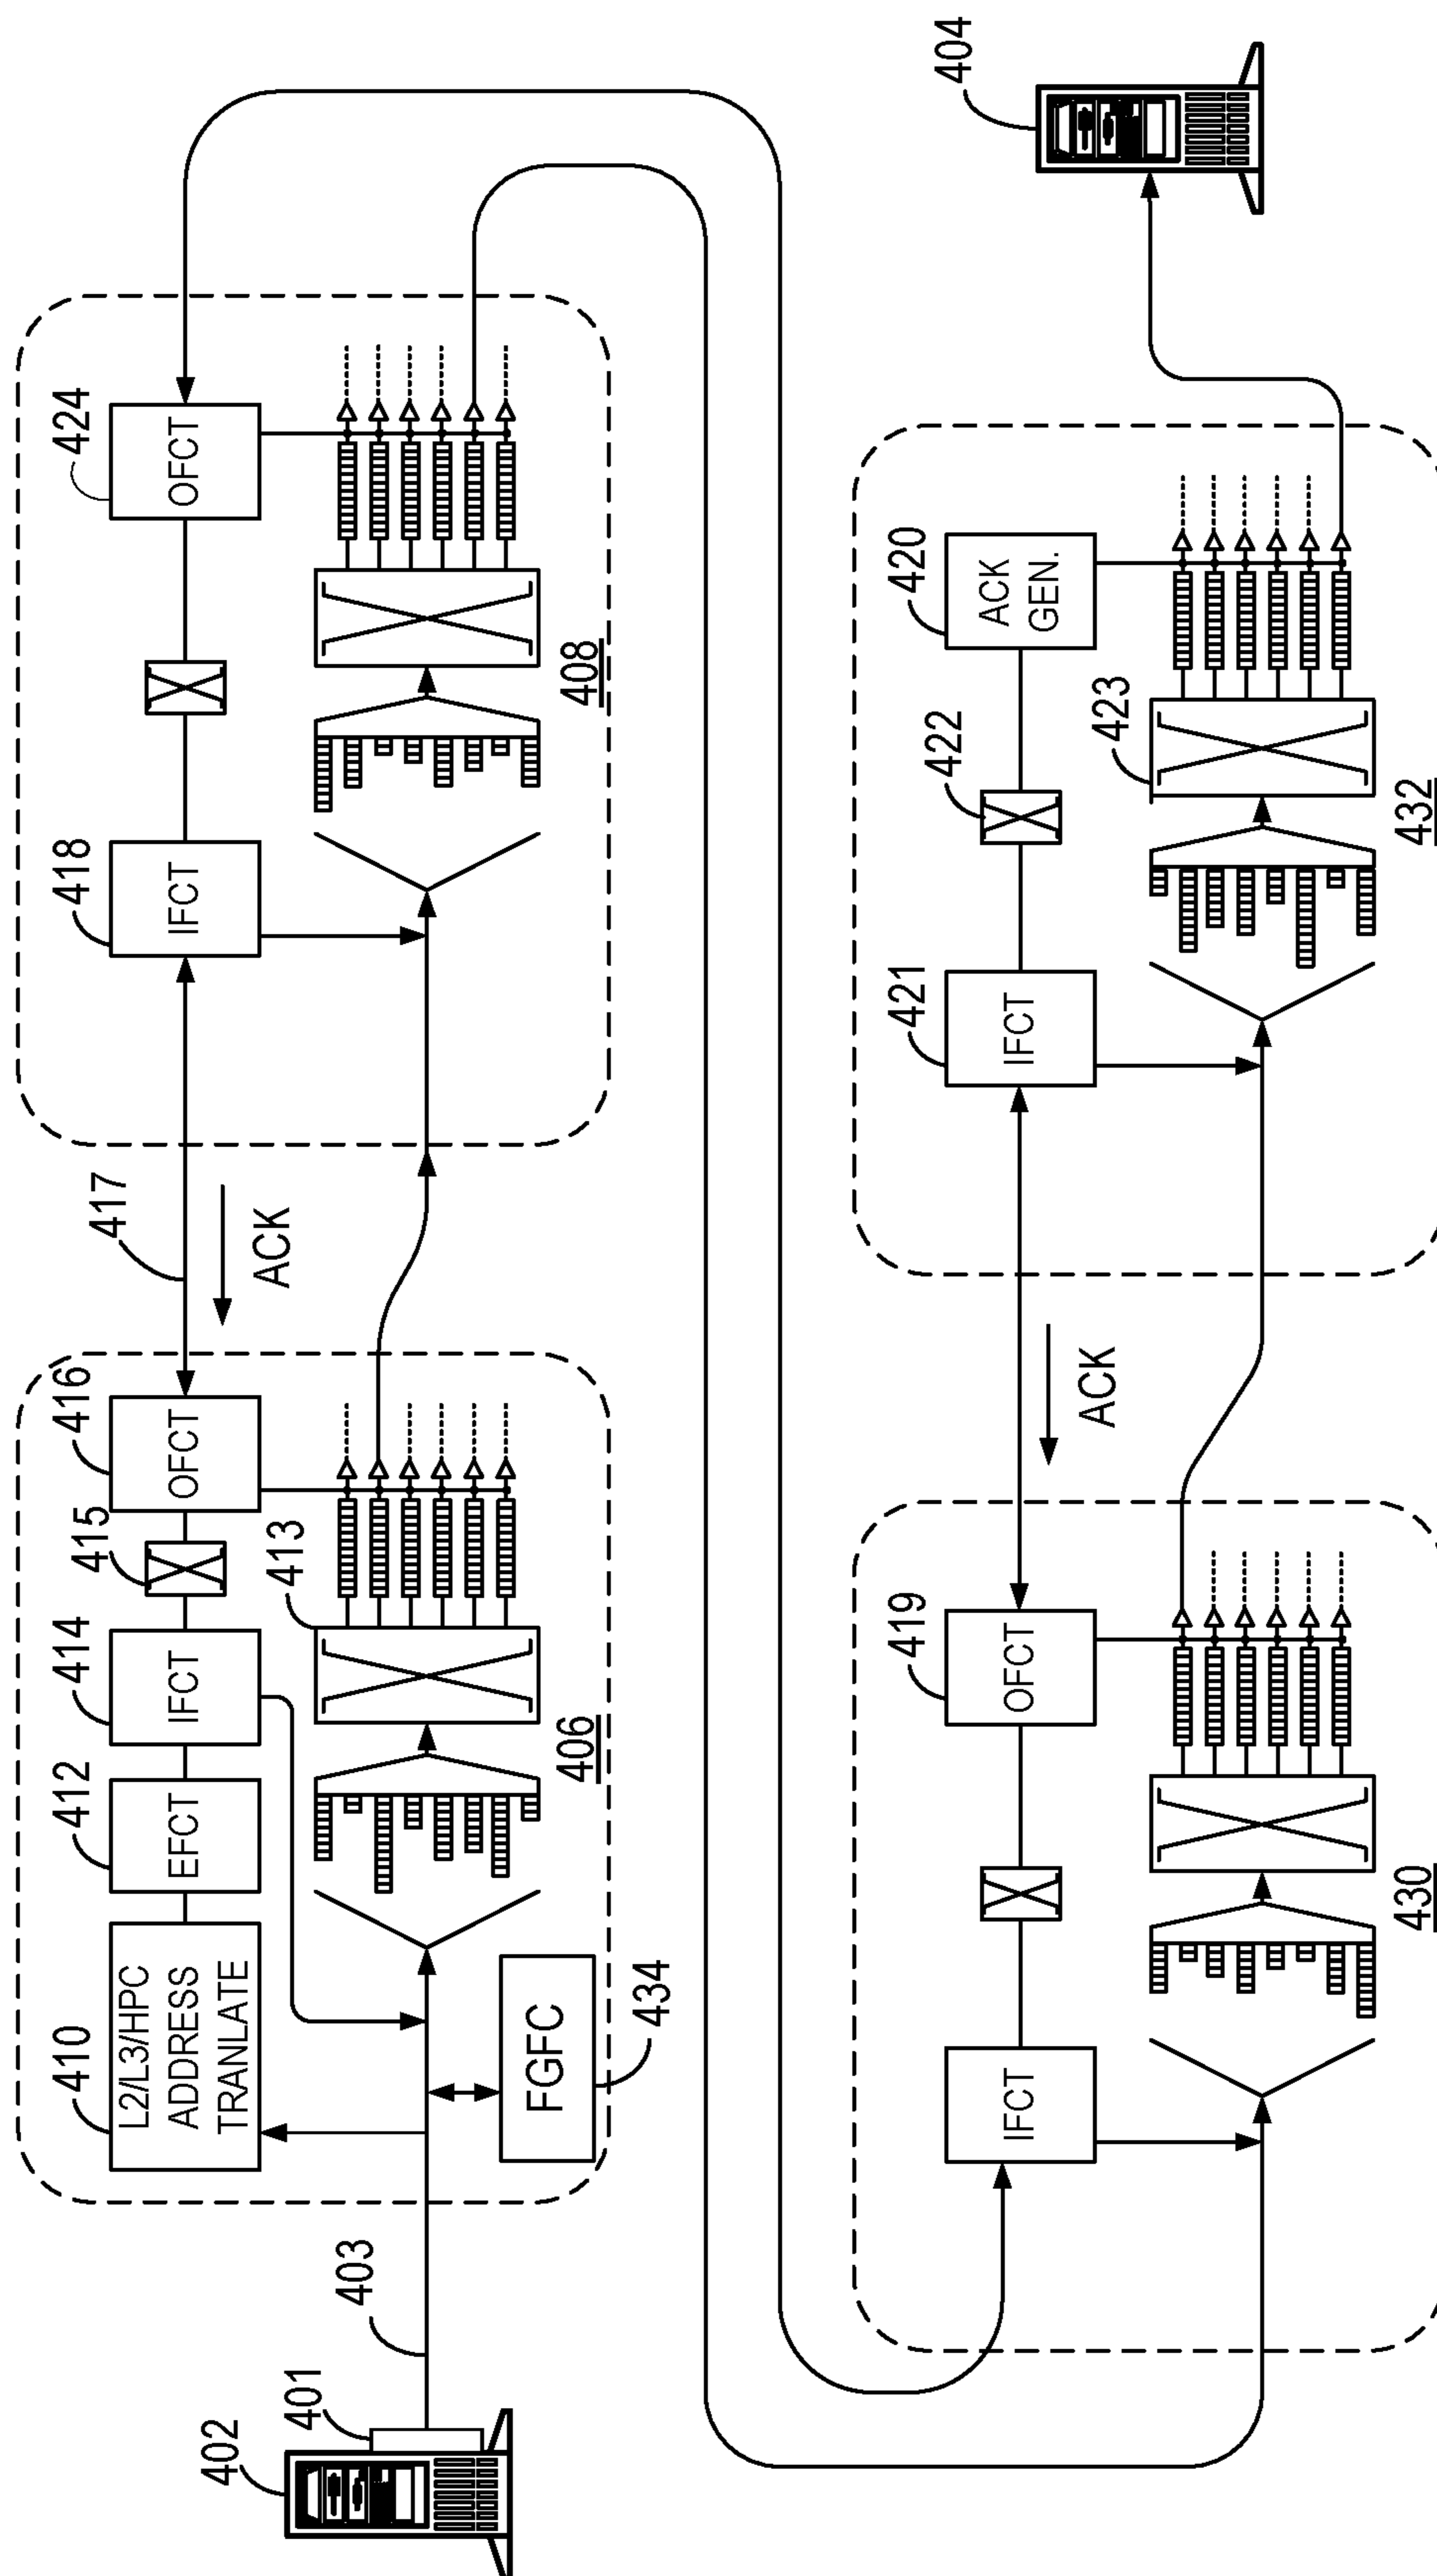 402
401
403
410
L2/L3/HPC
ADDRESS
TRANLATE
412
EFCT
414
IFCT
415
416
OFCT
413
406
FGFC
434
417
ACK
418
IFCT
424
OFCT
408
IFCT
419
OFCT
430
ACK
421
IFCT
422
420
ACK
GEN.
423
432
404